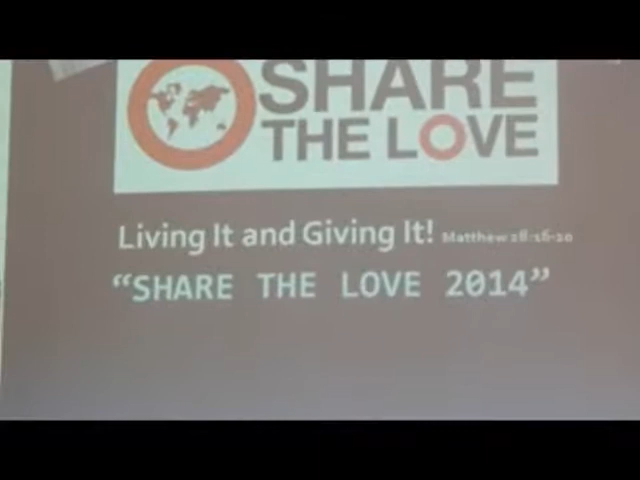 SHARE
THE LOVE
Living It and Giving It! Matthew 28:16-20
“SHARE THE LOVE 2014”